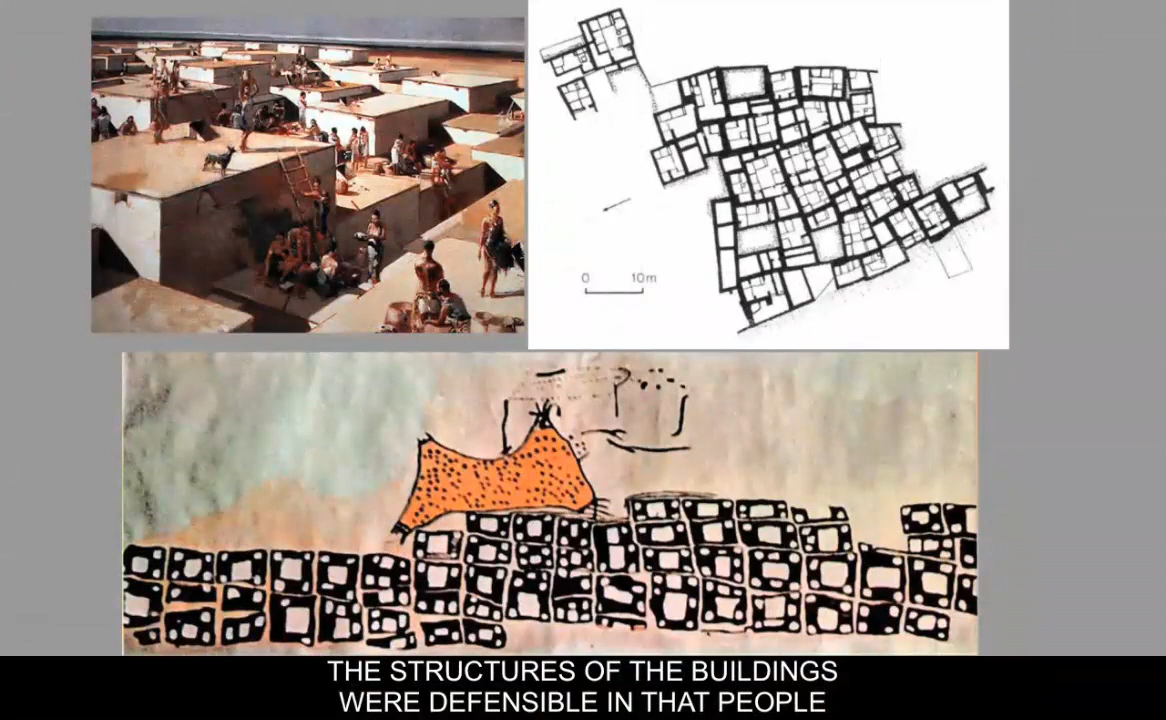 0 10m
THE STRUCTURES OF THE BUILDINGS
WERE DEFENSIBLE IN THAT PEOPLE